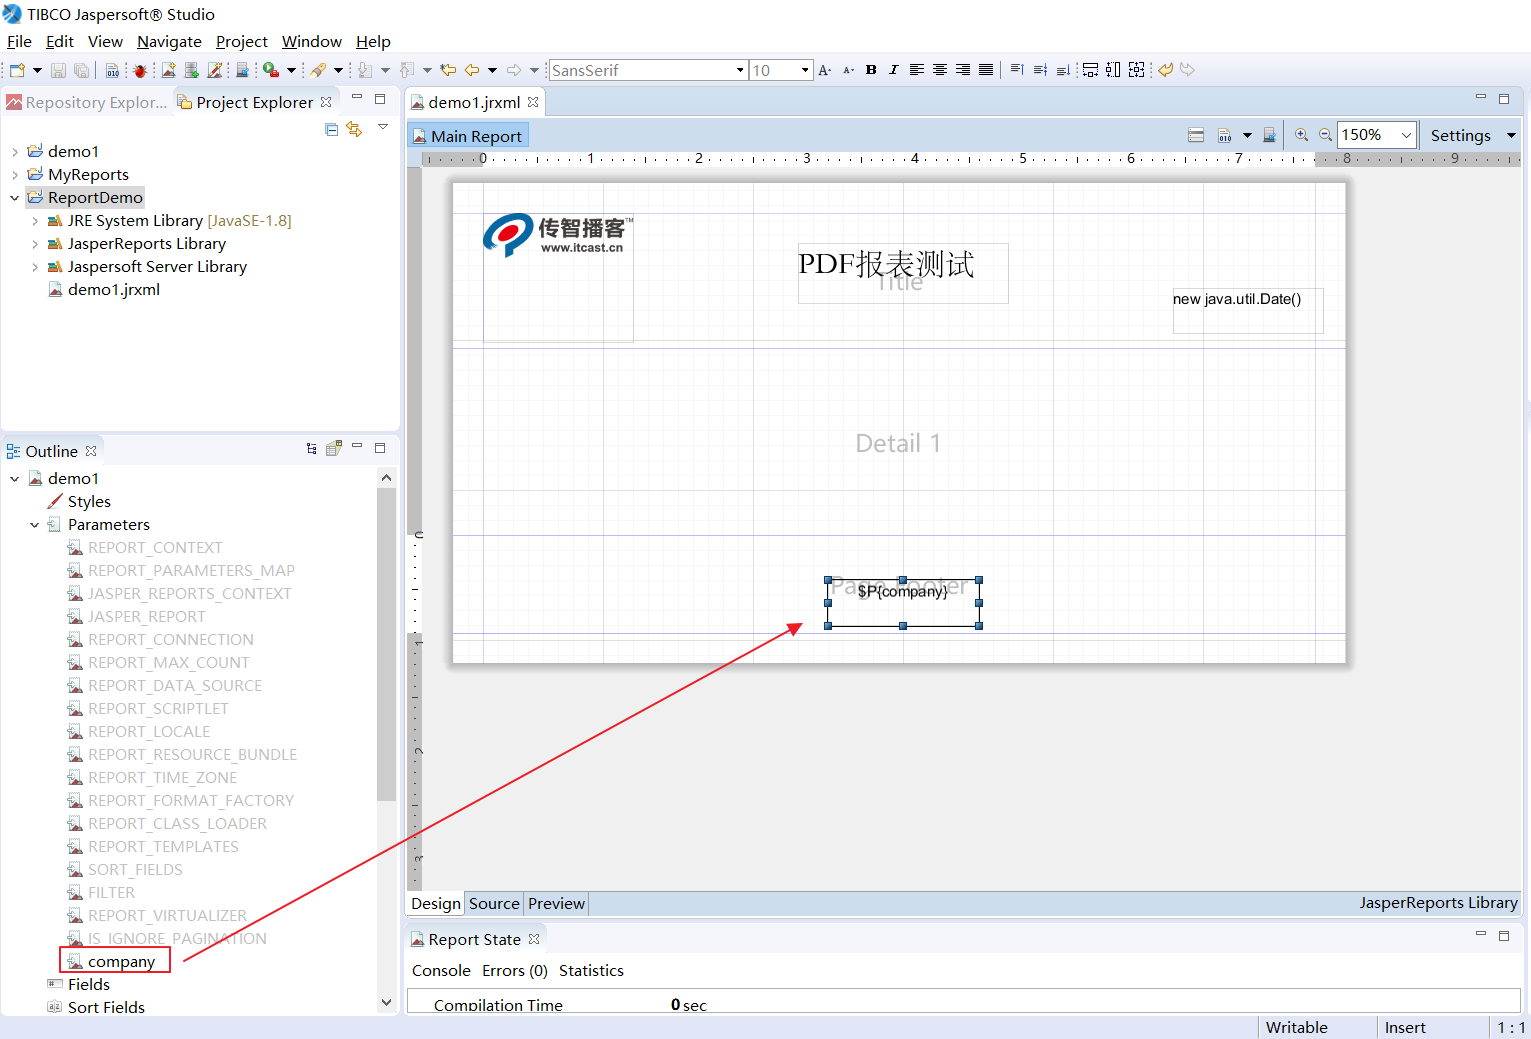 TIBCO Jaspersoft® Studio
File Edit View Navigate Project Window Help
SansSerif 10
Repository Explor... Project Explorer
demo1
MyReports
ReportDemo
JRE System Library [JavaSE-1.8]
JasperReports Library
Jaspersoft Server Library
demo1.jrxml
Outline
demo1
Styles
Parameters
REPORT_CONTEXT
REPORT_PARAMETERS_MAP
JASPER_REPORTS_CONTEXT
JASPER_REPORT
REPORT_CONNECTION
REPORT_MAX_COUNT
REPORT_DATA_SOURCE
REPORT_SCRIPTLET
REPORT_LOCALE
REPORT_RESOURCE_BUNDLE
REPORT_TIME_ZONE
REPORT_FORMAT_FACTORY
REPORT_CLASS_LOADER
REPORT_TEMPLATES
SORT_FIELDS
FILTER
REPORT_VIRTUALIZER
IS_IGNORE_PAGINATION
company
Fields
Sort Fields
demo1.jrxml
Main Report
150% Settings
0 1 2 3 4 5 6 7 8 9
传智播客™
www.itcast.cn
PDF报表测试
Title
new java.util.Date()
Detail 1
Page Footer
$P{company}
0
1
2
3
Design Source Preview
JasperReports Library
Report State
Console Errors (0) Statistics
Compilation Time 0 sec
Writable Insert 1 : 1